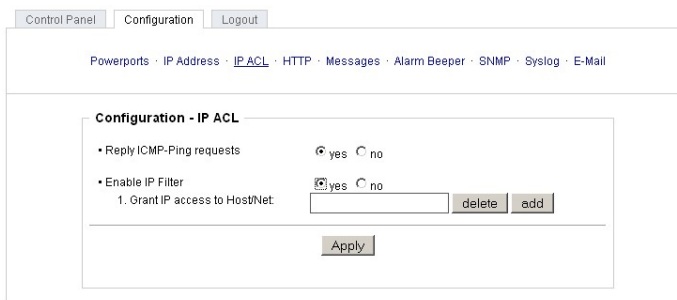 Control Panel Configuration Logout
Powerports · IP Address · IP ACL · HTTP · Messages · Alarm Beeper · SNMP · Syslog · E-Mail
Configuration - IP ACL
• Reply ICMP-Ping requests yes no
• Enable IP Filter yes no
1. Grant IP access to Host/Net: delete add
Apply